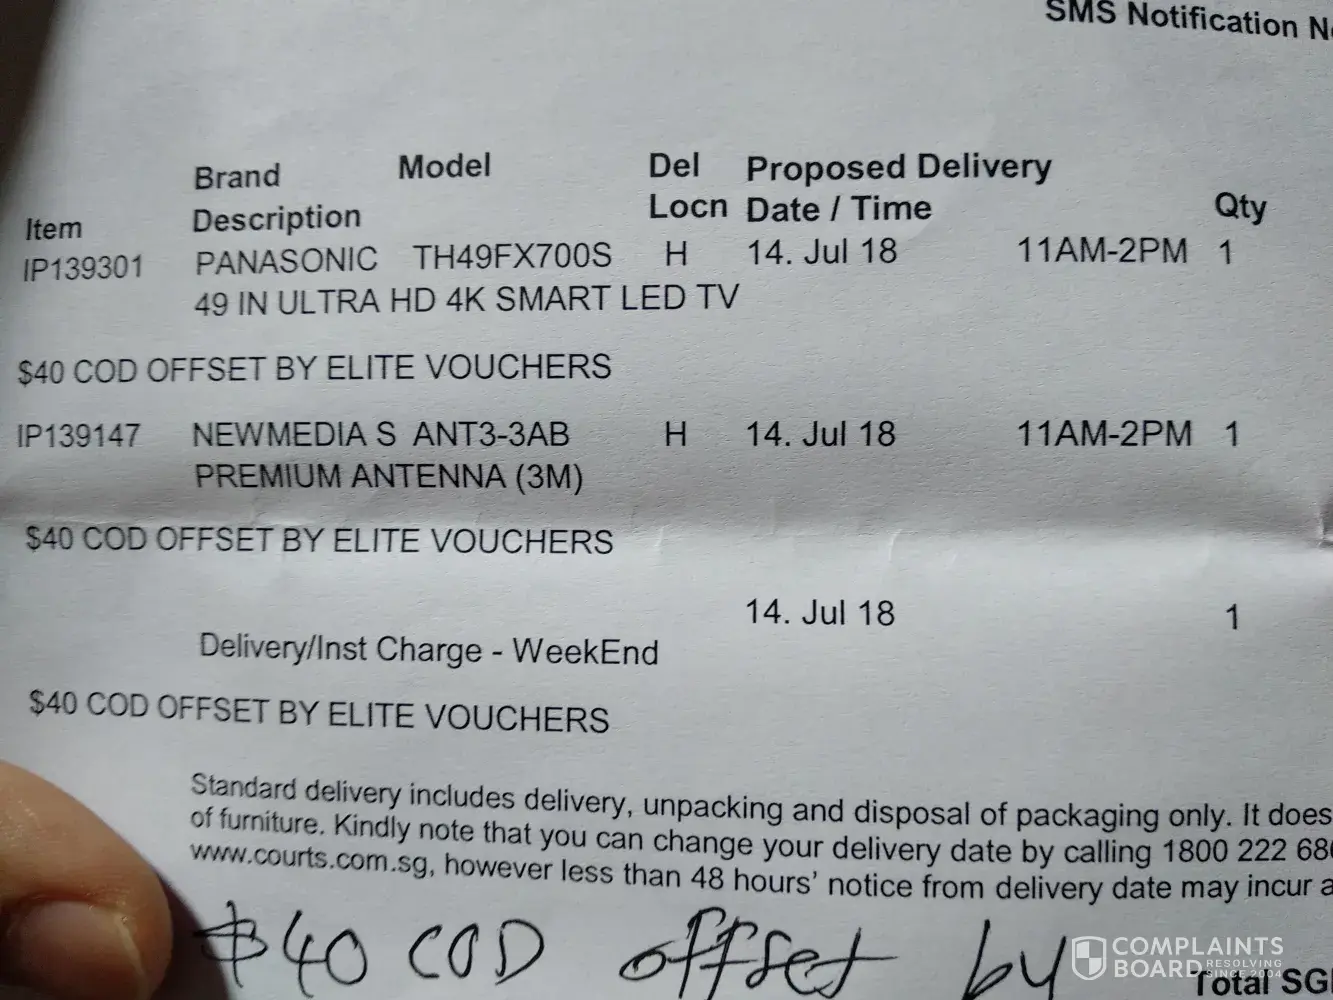 SMS Notification
Brand Model Del Proposed Delivery
Item Description Locn Date / Time Qty
IP139301 PANASONIC TH49FX700S H 14. Jul 18 11AM-2PM 1
49 IN ULTRA HD 4K SMART LED TV
$40 COD OFFSET BY ELITE VOUCHERS
IP139147 NEWMEDIA S ANT3-3AB H 14. Jul 18 11AM-2PM 1
PREMIUM ANTENNA (3M)
$40 COD OFFSET BY ELITE VOUCHERS
14. Jul 18 1
Delivery/Inst Charge - WeekEnd
$40 COD OFFSET BY ELITE VOUCHERS
Standard delivery includes delivery, unpacking and disposal of packaging only. It does
of furniture. Kindly note that you can change your delivery date by calling 1800 222
www.courts.com.sg, however less than 48 hours' notice from delivery date may incur
$40 COD offset by
Total
COMPLAINTS
BOARD RESOLVING
SINCE 2004